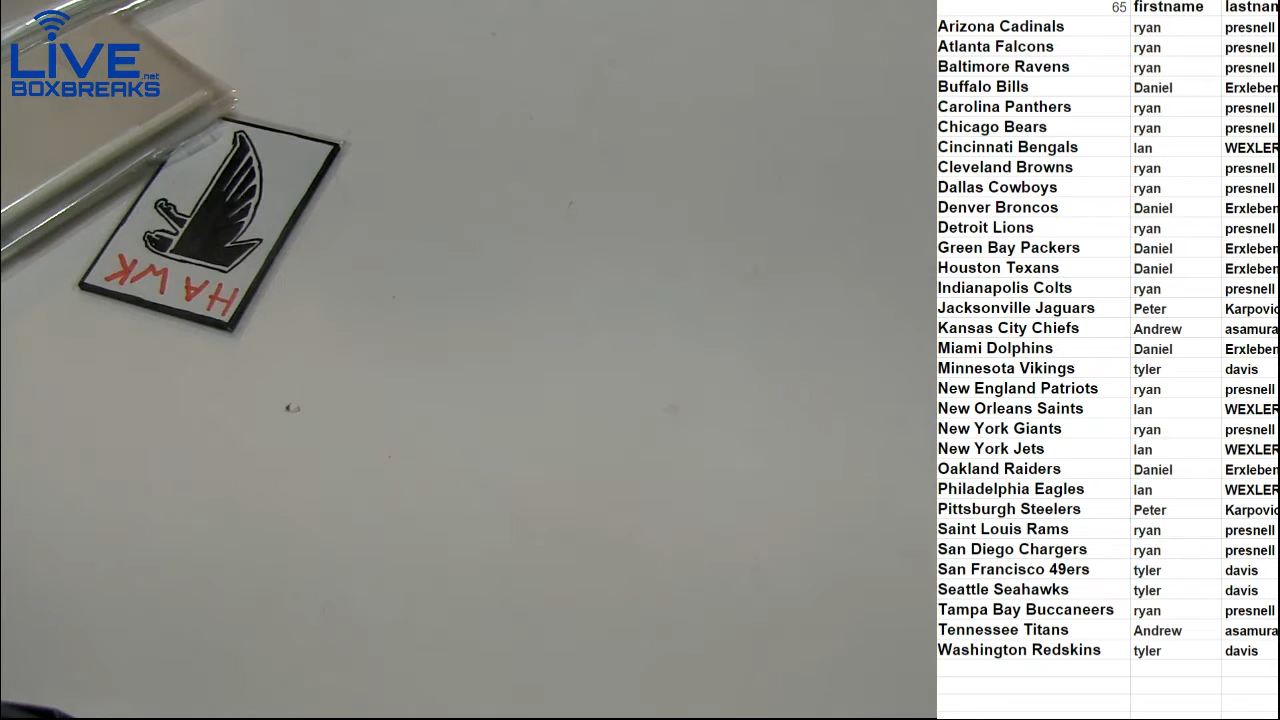 LIVE.net
BOXBREAKS
HAWK
65 firstname
Arizona Cadinals ryan presnell
Atlanta Falcons ryan presnell
Baltimore Ravens ryan presnell
Buffalo Bills Daniel Erxleben
Carolina Panthers ryan presnell
Chicago Bears ryan presnell
Cincinnati Bengals Ian WEXLER
Cleveland Browns ryan presnell
Dallas Cowboys ryan presnell
Denver Broncos Daniel Erxleben
Detroit Lions ryan presnell
Green Bay Packers Daniel Erxleben
Houston Texans Daniel Erxleben
Indianapolis Colts ryan presnell
Jacksonville Jaguars Peter Karpovic
Kansas City Chiefs Andrew asamura
Miami Dolphins Daniel Erxleben
Minnesota Vikings tyler davis
New England Patriots ryan presnell
New Orleans Saints Ian WEXLER
New York Giants ryan presnell
New York Jets Ian WEXLER
Oakland Raiders Daniel Erxleben
Philadelphia Eagles Ian WEXLER
Pittsburgh Steelers Peter Karpovic
Saint Louis Rams ryan presnell
San Diego Chargers ryan presnell
San Francisco 49ers tyler davis
Seattle Seahawks tyler davis
Tampa Bay Buccaneers ryan presnell
Tennessee Titans Andrew asamura
Washington Redskins tyler davis